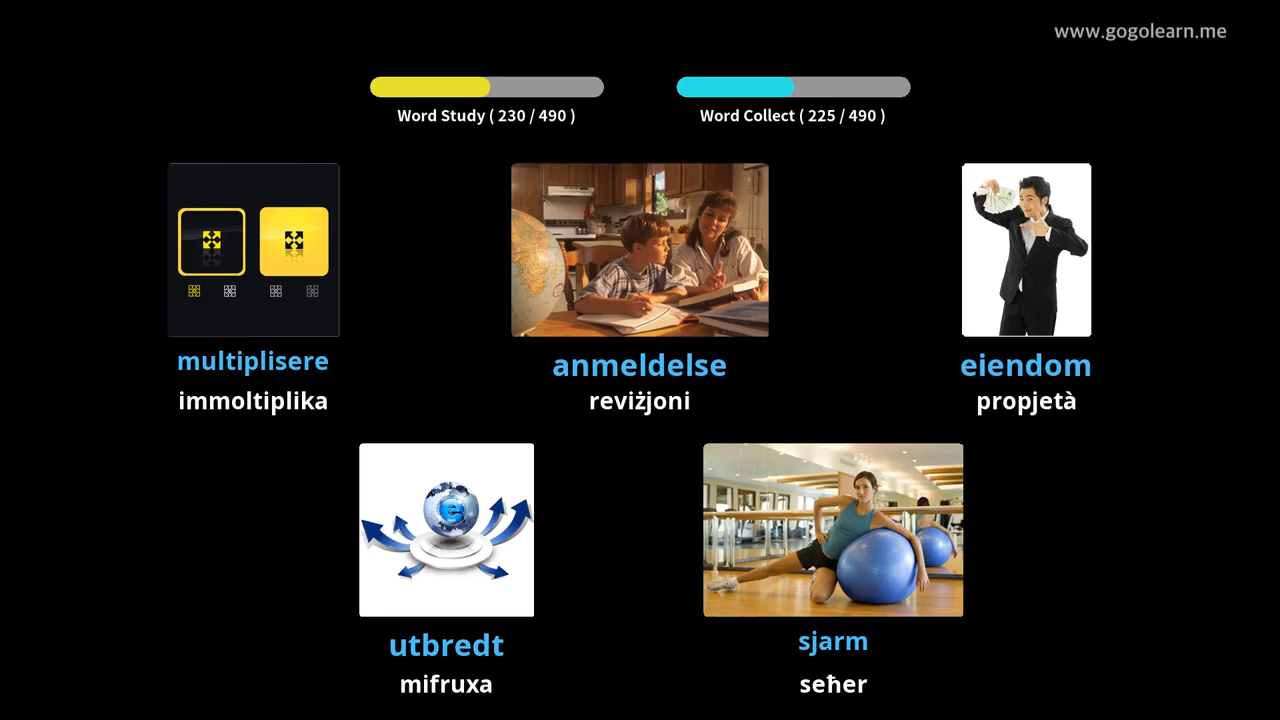 www.gogolearn.me
Word Study ( 230 / 490 )
Word Collect ( 225 / 490 )
multiplisere
anmeldelse
eiendom
immoltiplika
reviżjoni
propjetà
e
utbredt
sjarm
mifruxa
seħer